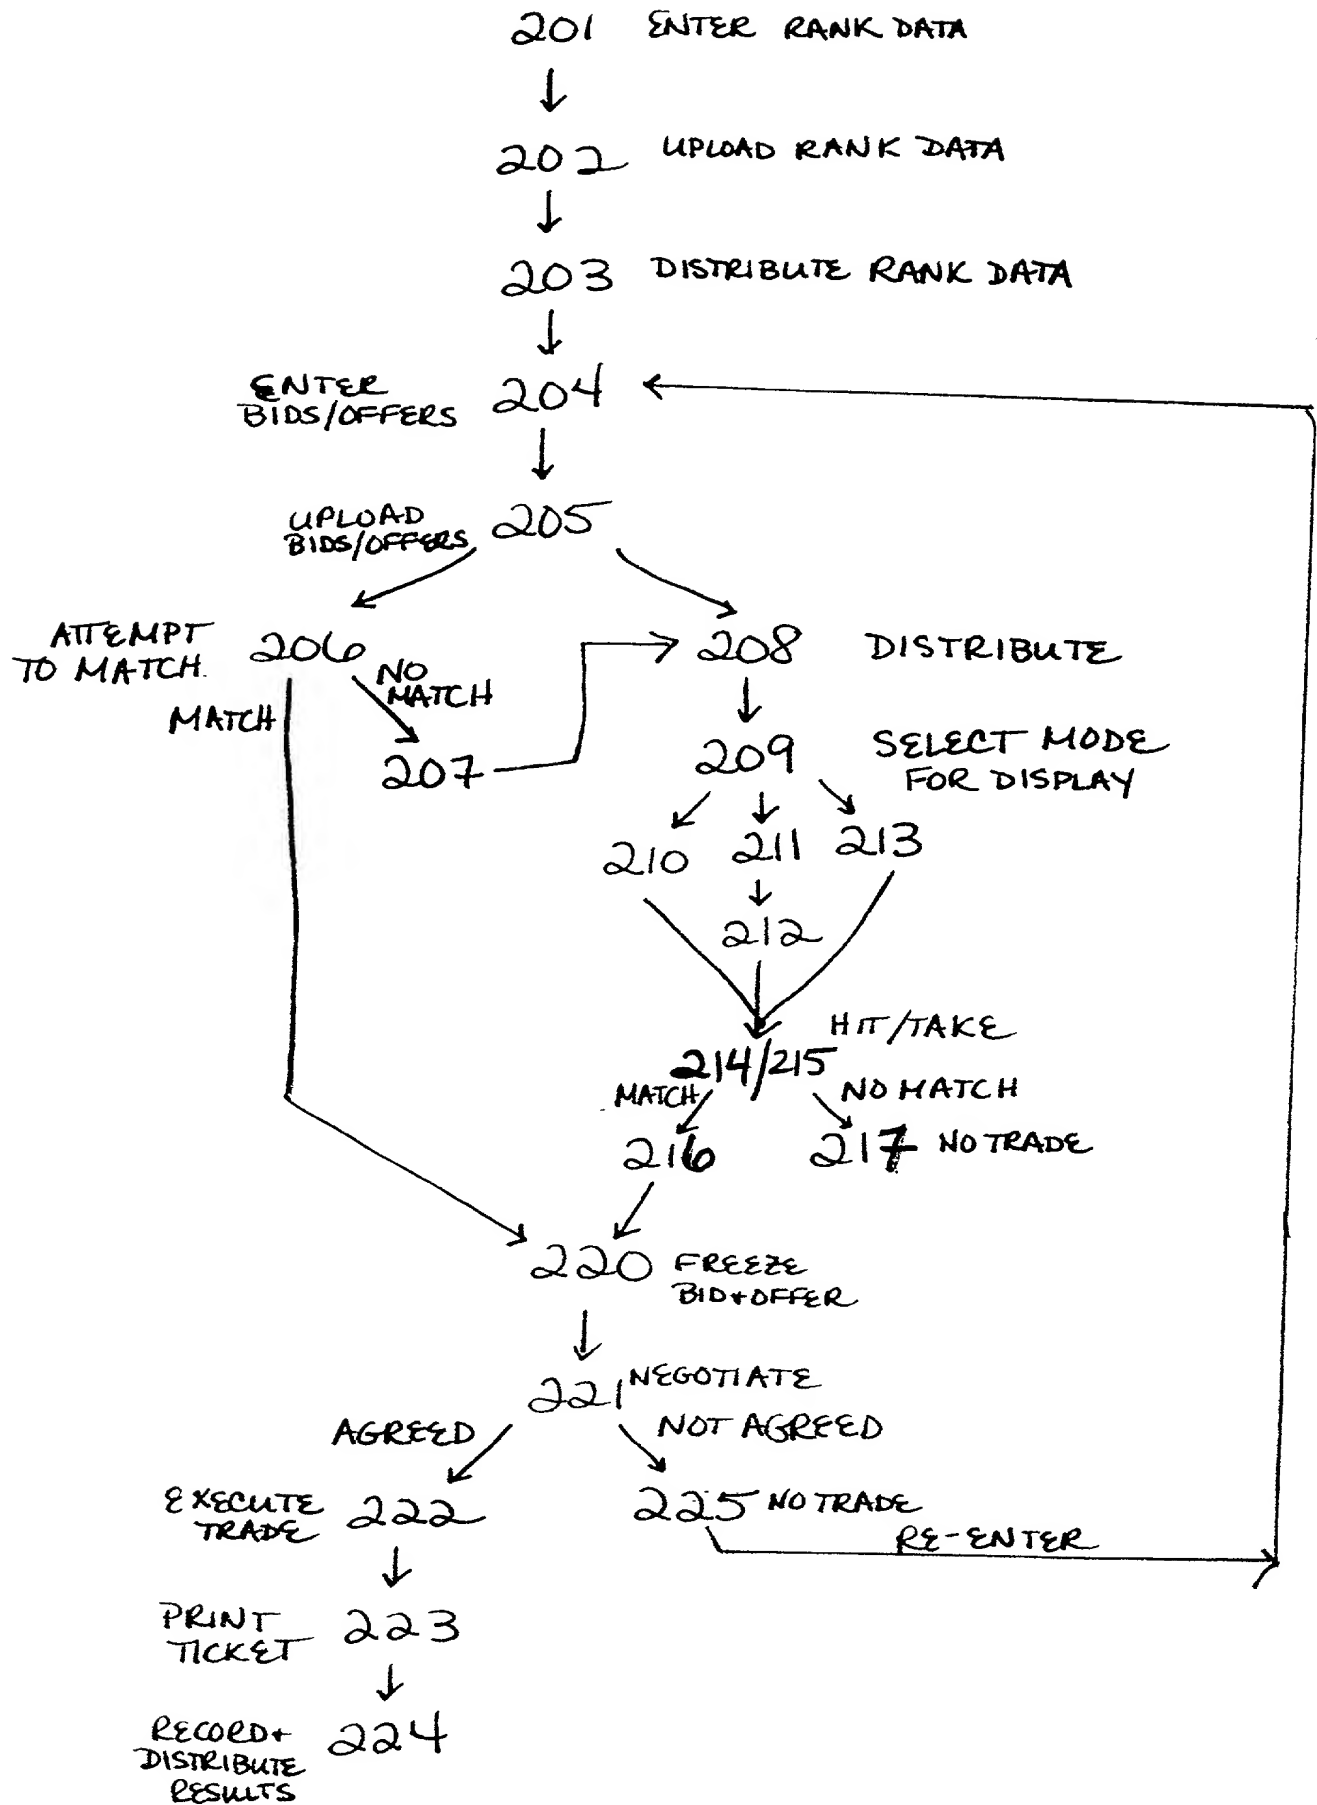 201 ENTER RANK DATA
202 UPLOAD RANK DATA
203 DISTRIBUTE RANK DATA
ENTER
BIDS/OFFERS
204
UPLOAD
BIDS/OFFERS
205
ATTEMPT
TO MATCH
206
NO
MATCH
MATCH
207
208 DISTRIBUTE
209
SELECT MODE
FOR DISPLAY
210
211
213
212
HIT/TAKE
214/215
MATCH
NO MATCH
216
217 NO TRADE
220
FREEZE
BID+OFFER
221 NEGOTIATE
AGREED
NOT AGREED
EXECUTE
TRADE
222
225 NO TRADE
RE-ENTER
PRINT
TICKET
223
RECORD+
DISTRIBUTE
RESULTS
224